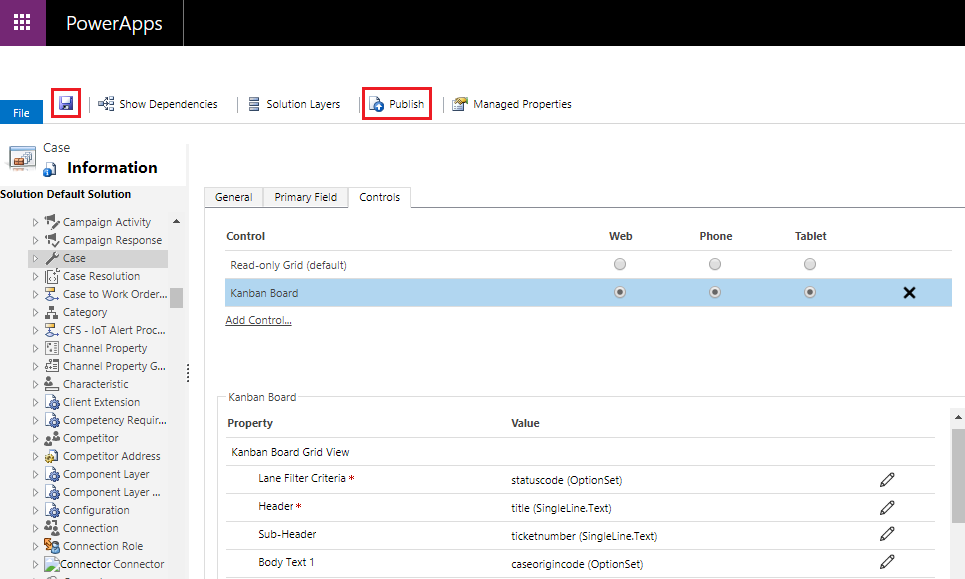 PowerApps
File
Show Dependencies
Solution Layers
Publish
Managed Properties
Case
Information
Solution Default Solution
Campaign Activity
Campaign Response
Case
Case Resolution
Case to Work Order...
Category
CFS - IoT Alert Proc...
Channel Property
Channel Property G...
Characteristic
Client Extension
Competency Requir...
Competitor
Competitor Address
Component Layer
Component Layer ...
Configuration
Connection
Connection Role
Connector Connector
General Primary Field Controls
Control Web Phone Tablet
Read-only Grid (default)
Kanban Board
Add Control...
Kanban Board
Property Value
Kanban Board Grid View
Lane Filter Criteria * statuscode (OptionSet)
Header * title (SingleLine.Text)
Sub-Header ticketnumber (SingleLine.Text)
Body Text 1 caseorigincode (OptionSet)